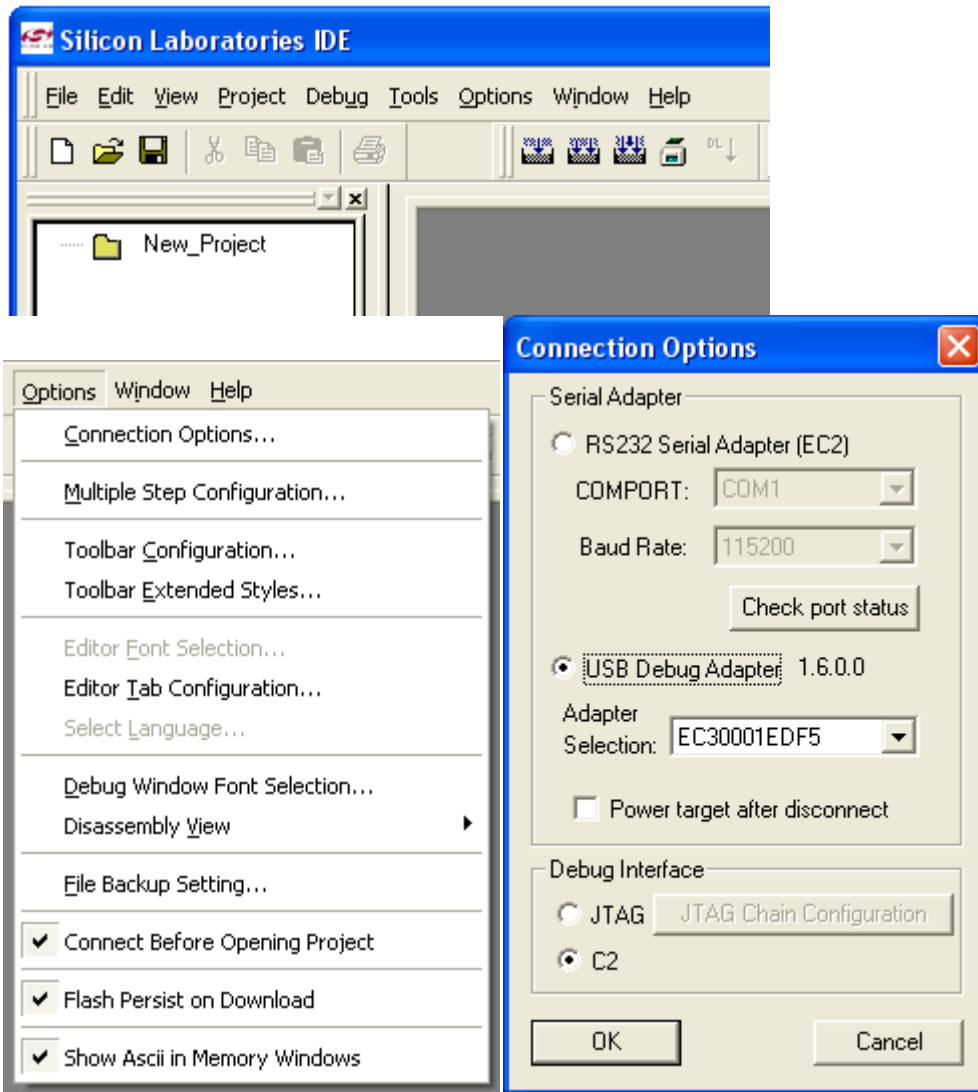 Silicon Laboratories IDE
File Edit View Project Debug Tools Options Window Help
DL
New_Project
Options Window Help
Connection Options...
Multiple Step Configuration...
Toolbar Configuration...
Toolbar Extended Styles...
Editor Font Selection...
Editor Tab Configuration...
Select Language...
Debug Window Font Selection...
Disassembly View
File Backup Setting...
Connect Before Opening Project
Flash Persist on Download
Show Ascii in Memory Windows
Connection Options
Serial Adapter
RS232 Serial Adapter (EC2)
COMPORT: COM1
Baud Rate: 115200
Check port status
USB Debug Adapter 1.6.0.0
Adapter
Selection: EC30001EDF5
Power target after disconnect
Debug Interface
JTAG JTAG Chain Configuration
C2
OK Cancel